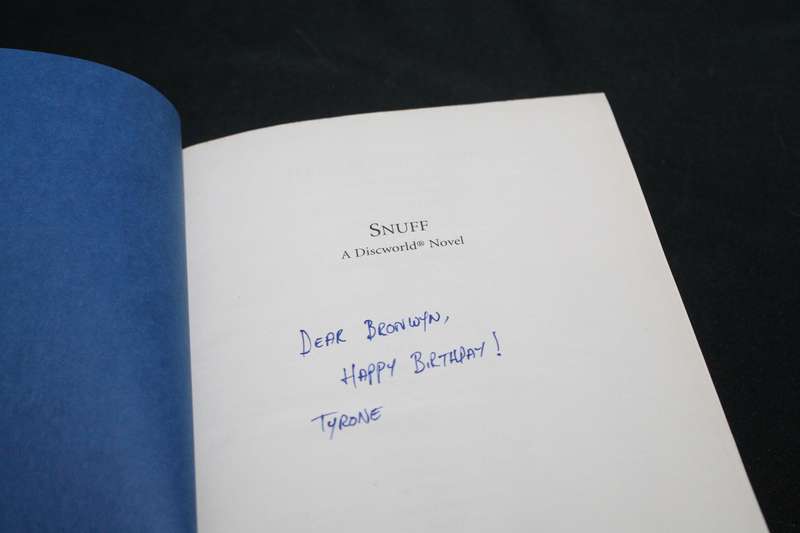 SNUFF
A Discworld® Novel
DEAR BRONWYN,
HAPPY BIRTHDAY!
TYRONE